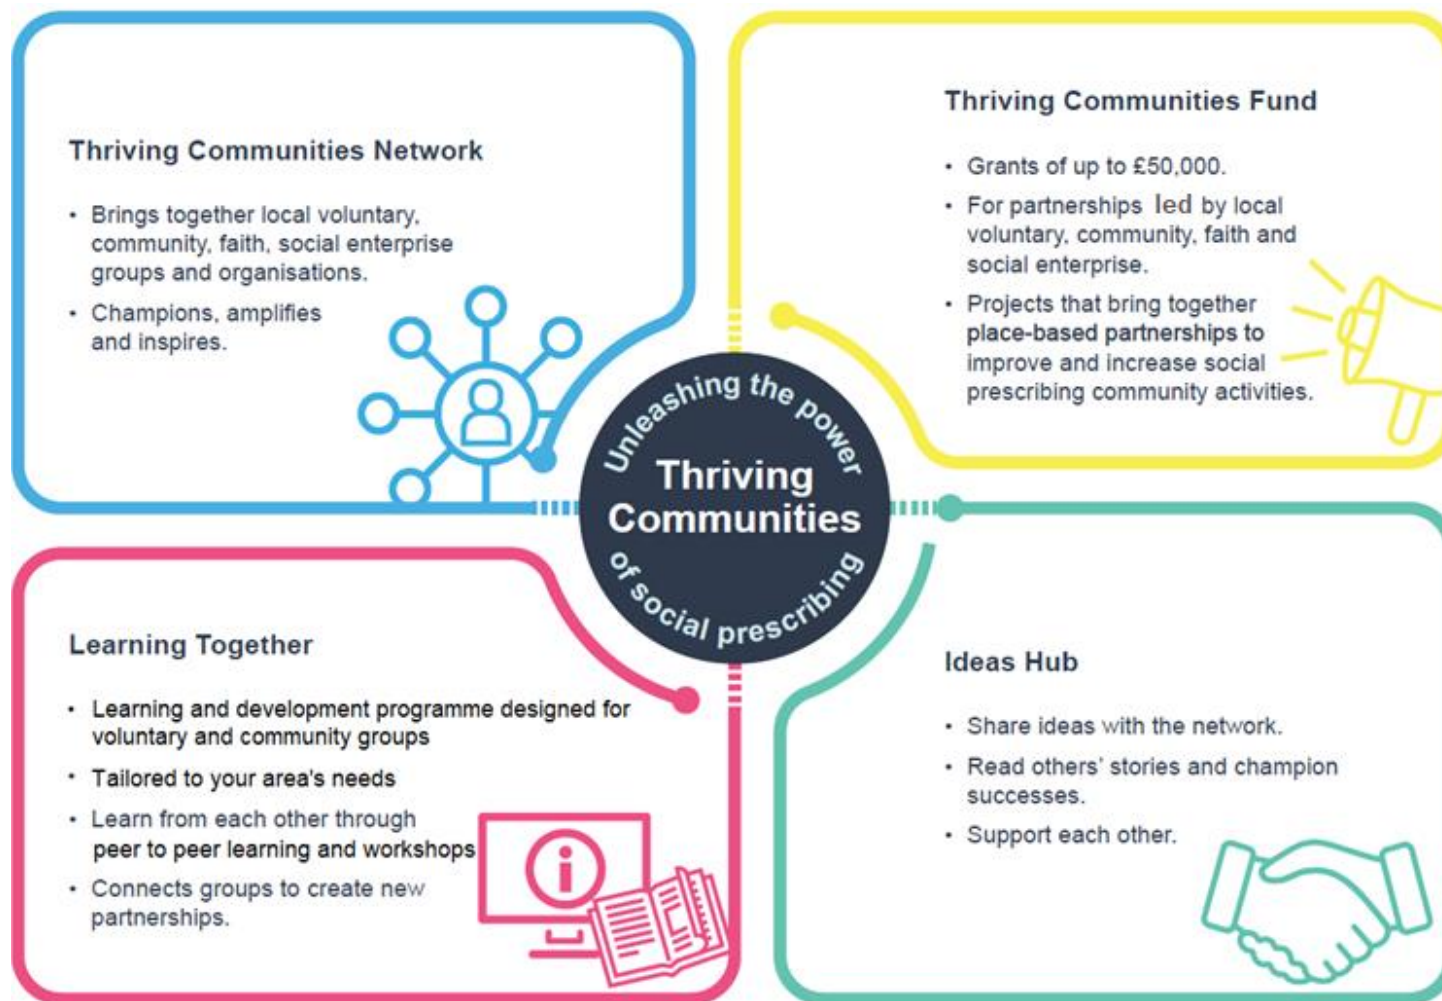 Thriving Communities Network
• Brings together local voluntary,
community, faith, social enterprise
groups and organisations.
• Champions, amplifies
and inspires.
Thriving Communities Fund
• Grants of up to £50,000.
• For partnerships led by local
voluntary, community, faith and
social enterprise.
• Projects that bring together
place-based partnerships to
improve and increase social
prescribing community activities.
Unleashing the power
Thriving
Communities
of social prescribing
Learning Together
• Learning and development programme designed for
voluntary and community groups
• Tailored to your area's needs
• Learn from each other through
peer to peer learning and workshops
• Connects groups to create new
partnerships.
Ideas Hub
• Share ideas with the network.
• Read others' stories and champion
successes.
• Support each other.